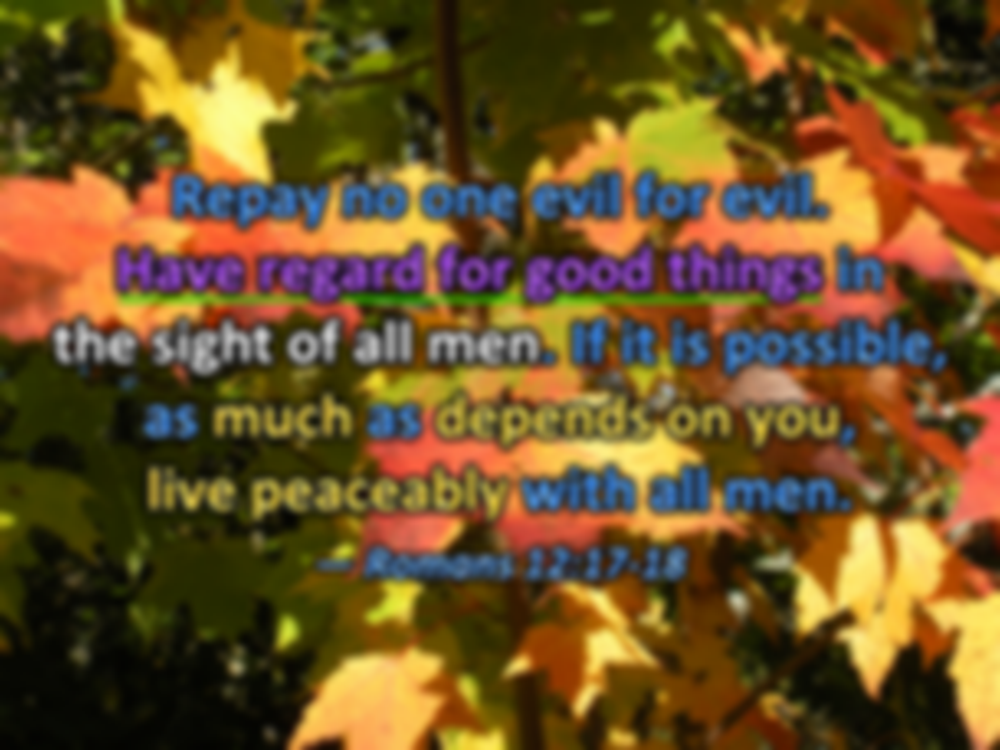 Repay no one evil for evil.
Have regard for good things in
the sight of all men. If it is possible,
as much as depends on you,
live peaceably with all men.
— Romans 12:17-18